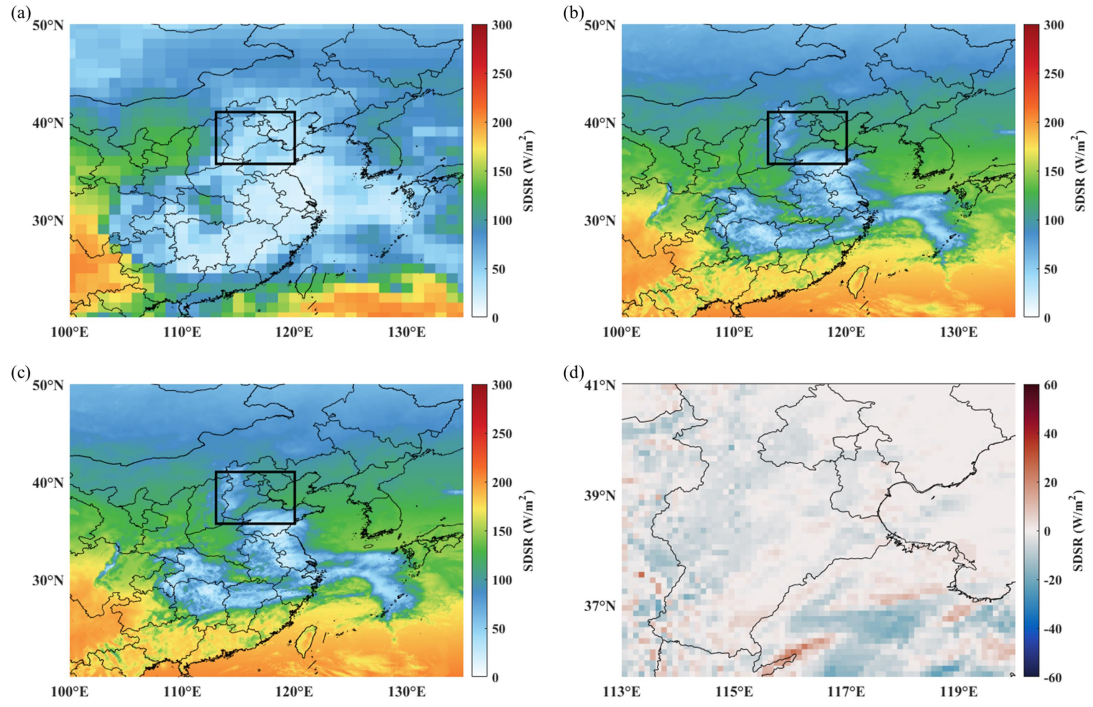 (a)
50°N
40°N
30°N
100°E
110°E
120°E
130°E
300
250
200
150
100
50
0
SDSR (W/m²)
(b)
50°N
40°N
30°N
100°E
110°E
120°E
130°E
300
250
200
150
100
50
0
SDSR (W/m²)
(c)
50°N
40°N
30°N
100°E
110°E
120°E
130°E
300
250
200
150
100
50
0
SDSR (W/m²)
(d)
41°N
39°N
37°N
113°E
115°E
117°E
119°E
60
40
20
0
-20
-40
-60
SDSR (W/m²)